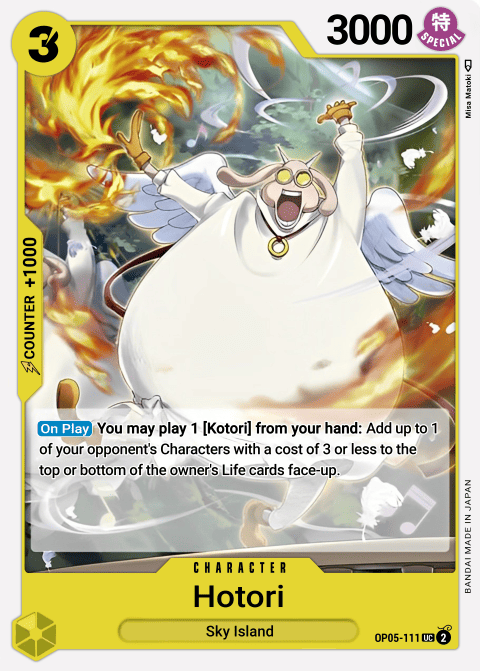 3
3000
特
SPECIAL
Misa Matoki
COUNTER +1000
On Play You may play 1 [Kotori] from your hand: Add up to 1
of your opponent's Characters with a cost of 3 or less to the
top or bottom of the owner's Life cards face-up.
BANDAI MADE IN JAPAN
CHARACTER
Hotori
Sky Island
OP05-111 UC 2